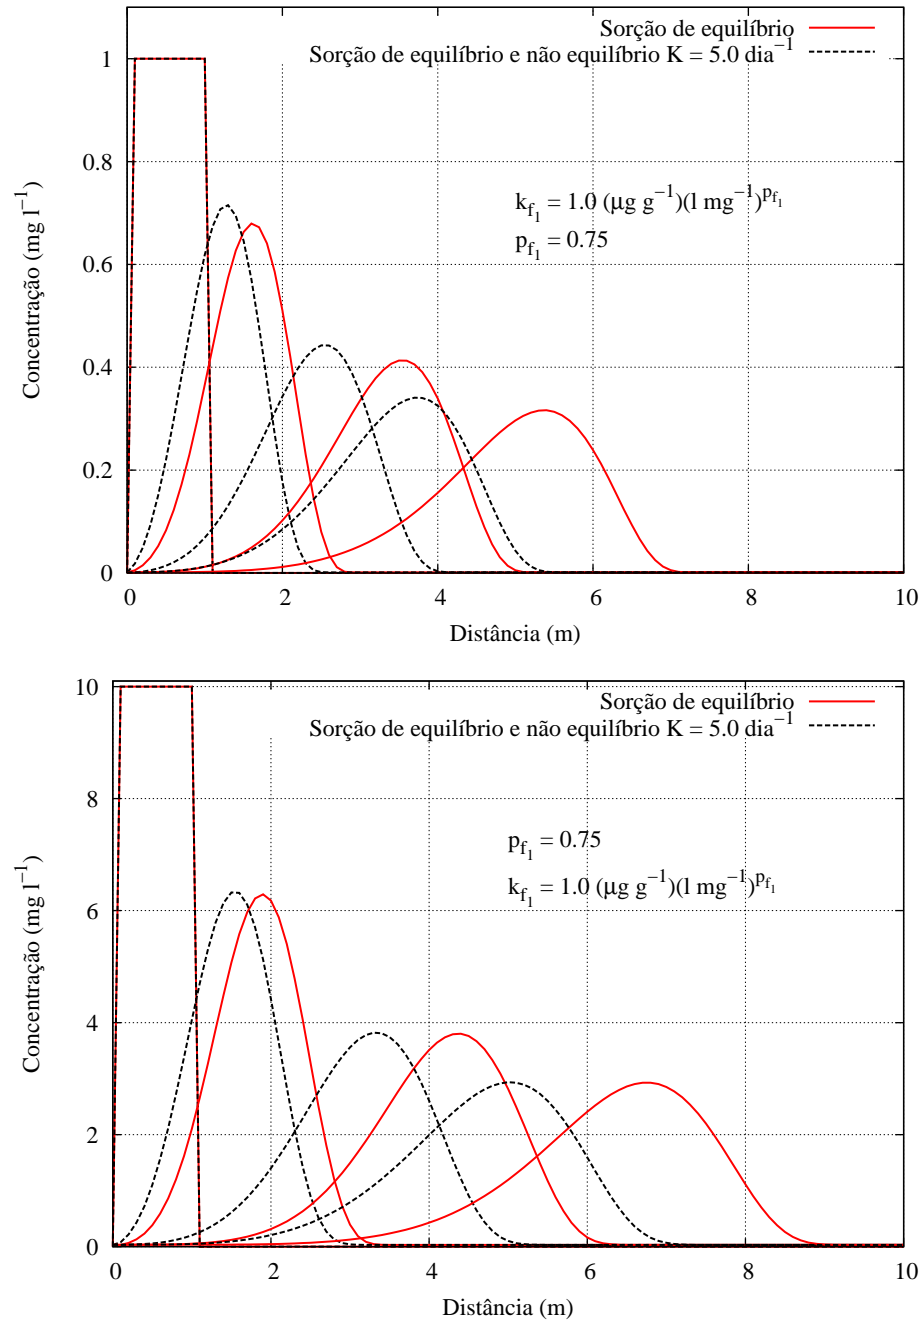 Sorção de equilíbrio
Sorção de equilíbrio e não equilíbrio K = 5.0 dia⁻¹
1
0.8
0.6
0.4
0.2
0
Concentração (mg l⁻¹)
k_f₁ = 1.0 (µg g⁻¹)(l mg⁻¹)^p_f₁
p_f₁ = 0.75
0 2 4 6 8 10
Distância (m)
Sorção de equilíbrio
Sorção de equilíbrio e não equilíbrio K = 5.0 dia⁻¹
10
8
6
4
2
0
Concentração (mg l⁻¹)
p_f₁ = 0.75
k_f₁ = 1.0 (µg g⁻¹)(l mg⁻¹)^p_f₁
0 2 4 6 8 10
Distância (m)